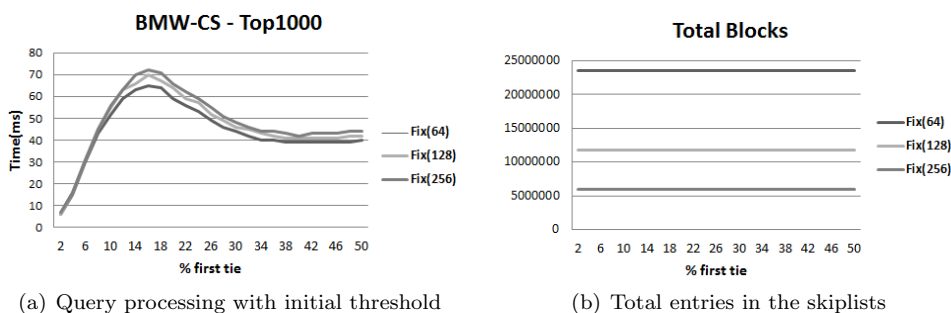 BMW-CS - Top1000
80
70
60
50
40
30
20
10
0
Time(ms)
2 6 10 14 18 22 26 30 34 38 42 46 50
% first tie
Fix(64)
Fix(128)
Fix(256)
(a) Query processing with initial threshold
Total Blocks
25000000
20000000
15000000
10000000
5000000
0
2 6 10 14 18 22 26 30 34 38 42 46 50
% first tie
Fix(64)
Fix(128)
Fix(256)
(b) Total entries in the skiplists